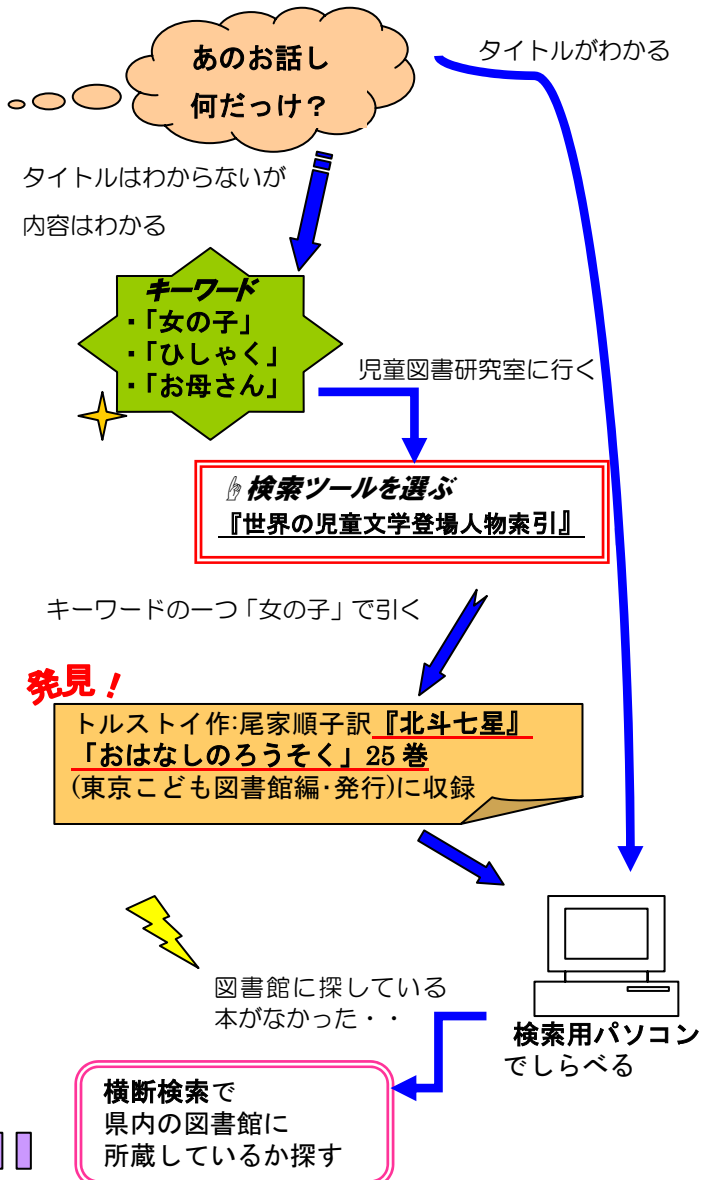 あのお話し
何だっけ？
タイトルがわかる
タイトルはわからないが
内容はわかる
キーワード
・「女の子」
・「ひしゃく」
・「お母さん」
児童図書研究室に行く
☝検索ツールを選ぶ
『世界の児童文学登場人物索引』
キーワードの一つ「女の子」で引く
発見！
トルストイ作:尾家順子訳『北斗七星』
「おはなしのろうそく」25 巻
(東京こども図書館編・発行)に収録
図書館に探している
本がなかった・・
検索用パソコン
でしらべる
横断検索で
県内の図書館に
所蔵しているか探す